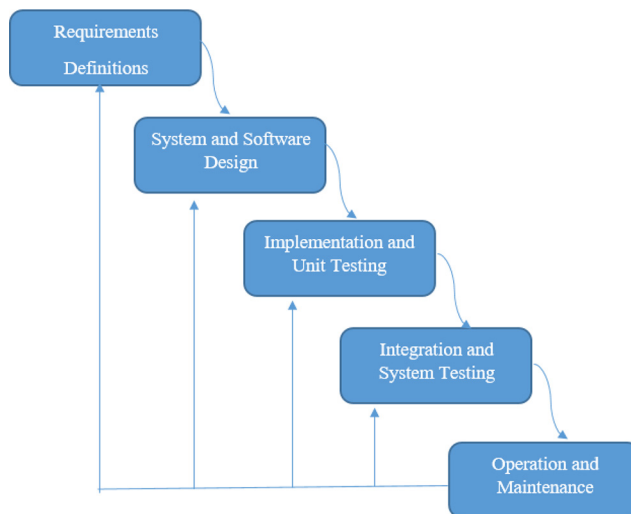 Requirements
Definitions
System and Software
Design
Implementation and
Unit Testing
Integration and
System Testing
Operation and
Maintenance